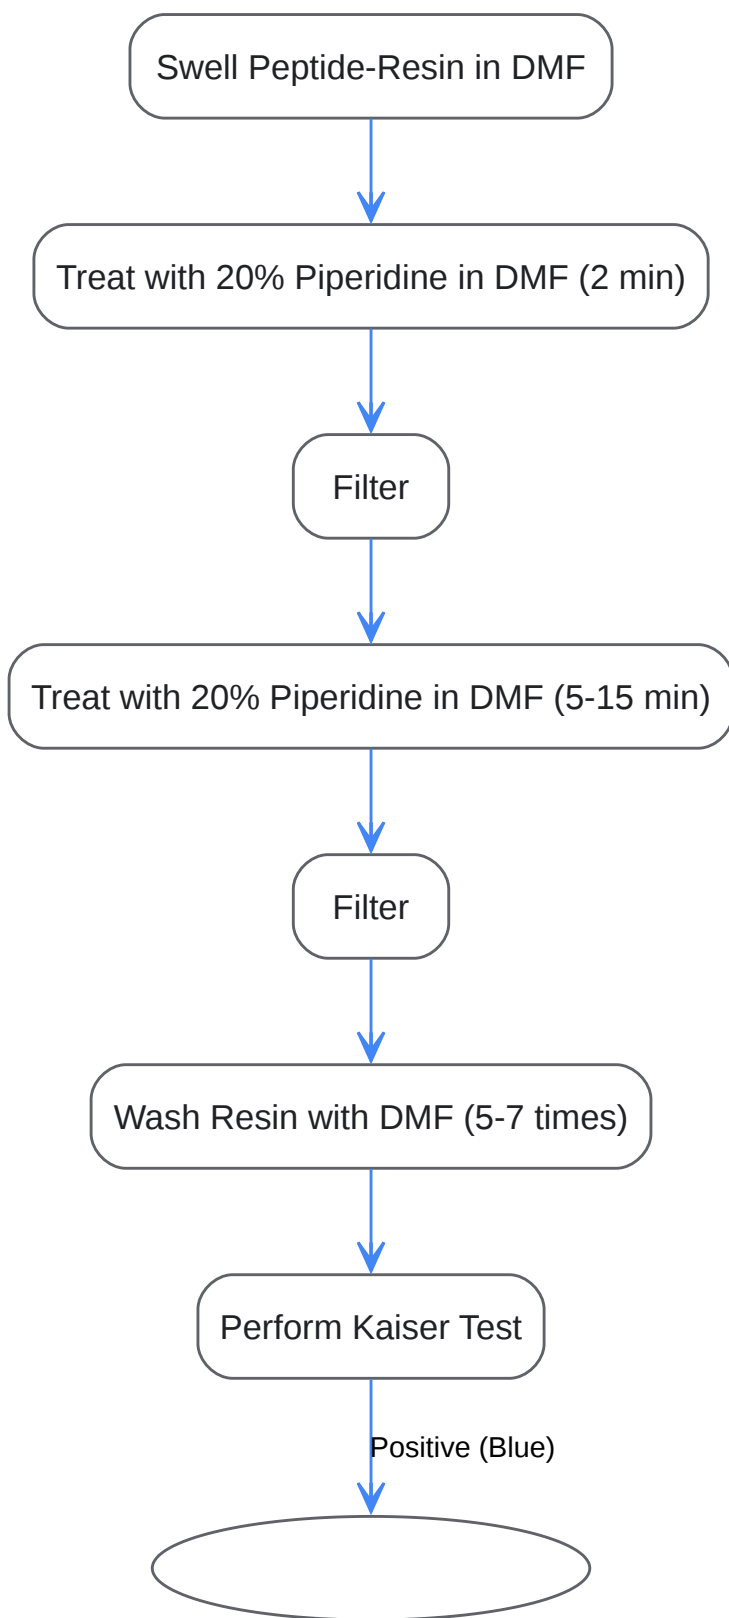 Swell Peptide-Resin in DMF
Treat with 20% Piperidine in DMF (2 min)
Filter
Treat with 20% Piperidine in DMF (5-15 min)
Filter
Wash Resin with DMF (5-7 times)
Perform Kaiser Test
Positive (Blue)